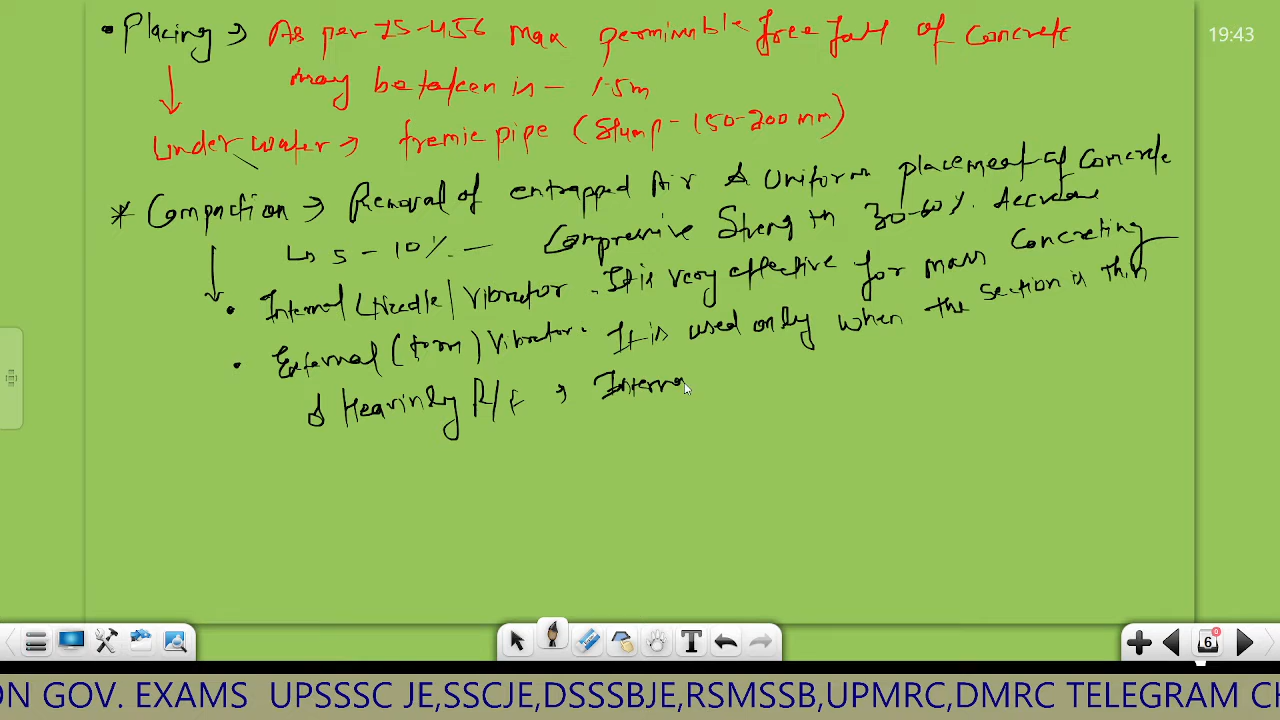 • Placing → As per IS-456 max permissible free fall of Concrete
may be taken is - 1.5m
Under water → tremie pipe (Slump - 150-200 mm)
* Compaction → Removal of entrapped Air & Uniform placement of Concrete
↳ 5 - 10% — Compressive Strength 30-60% decrease
• Internal (Needle) Vibrator. It is very effective for mass Concreting
• External (form) Vibrator. It is used only when the section is thin
& Heavinly R/F , Interna
19:43
6
ON GOV. EXAMS UPSSSC JE,SSCJE,DSSSBJE,RSMSSB,UPMRC,DMRC TELEGRAM CH